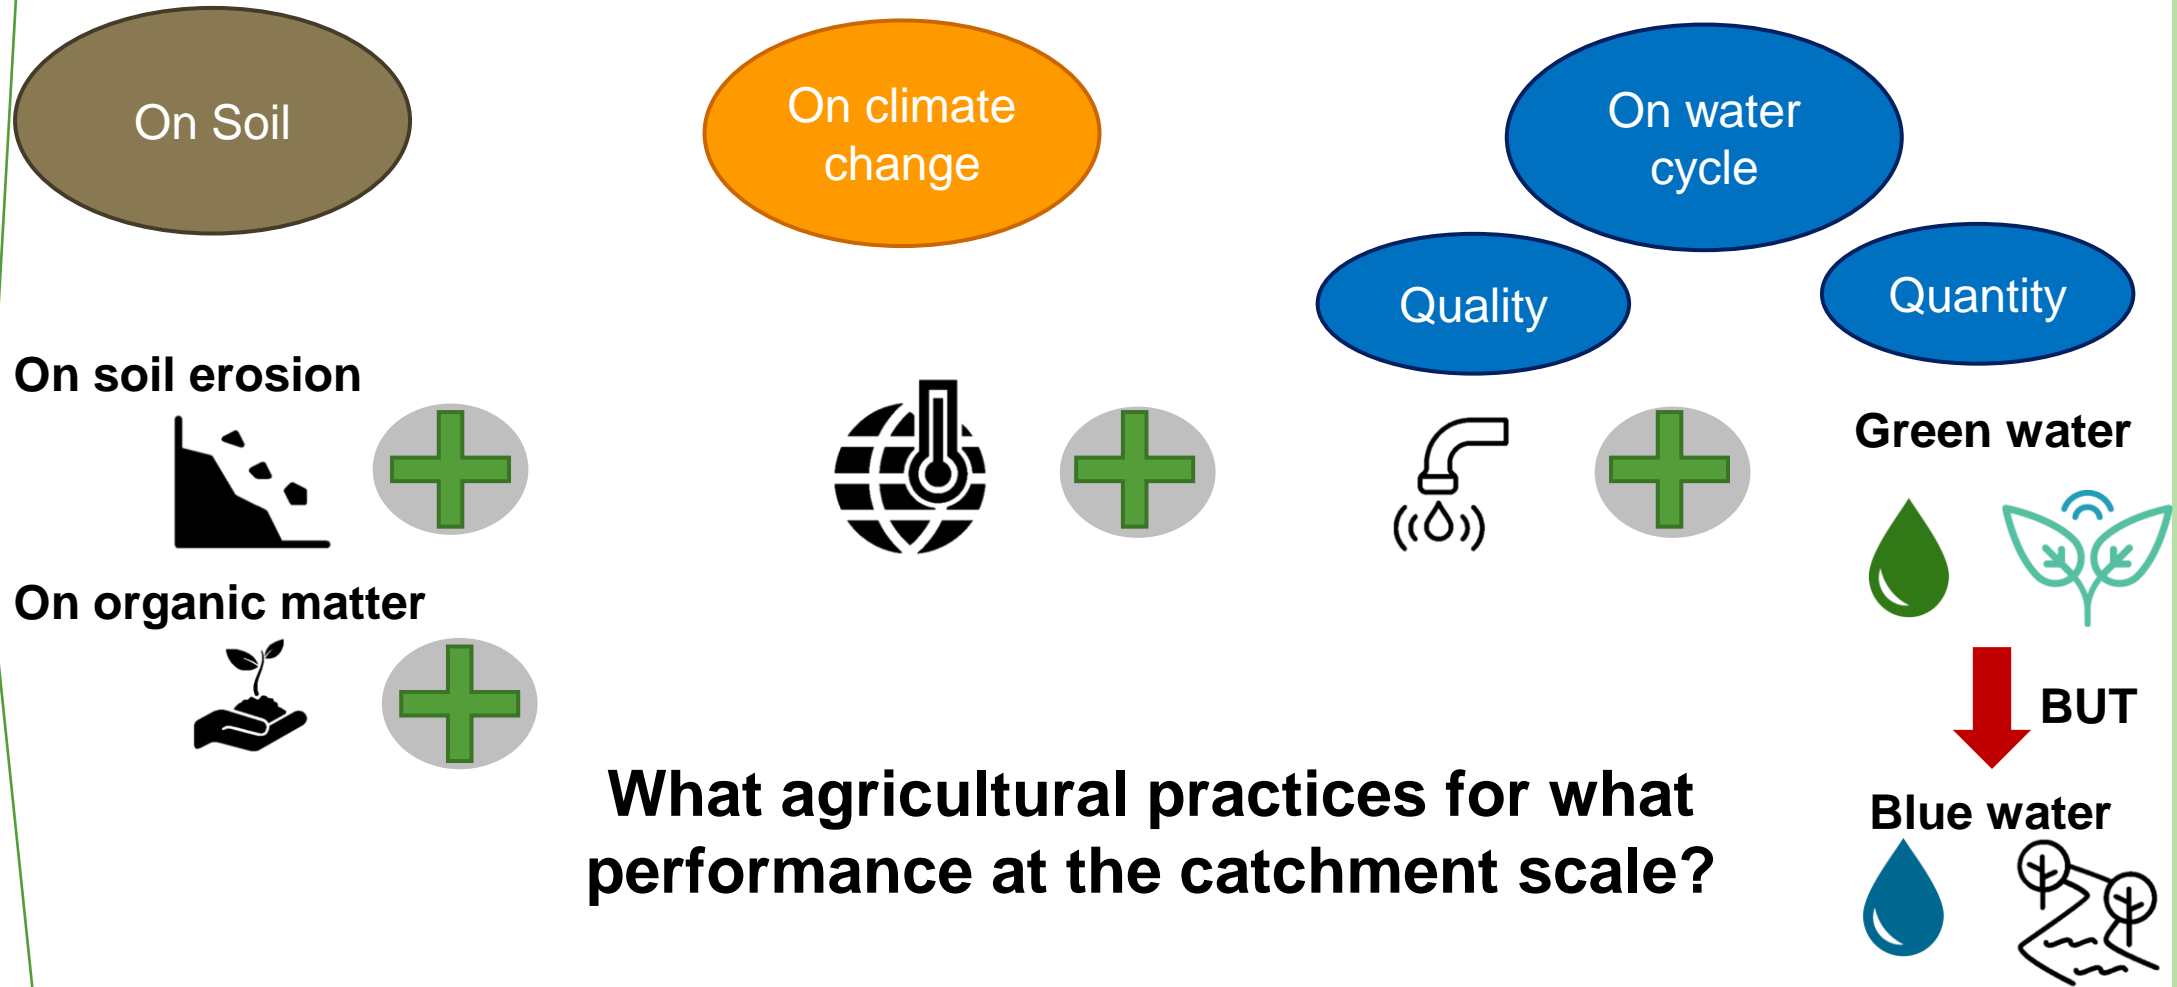 On Soil
On climate
change
On water
cycle
Quality
Quantity
On soil erosion
Green water
On organic matter
BUT
What agricultural practices for what
performance at the catchment scale?
Blue water